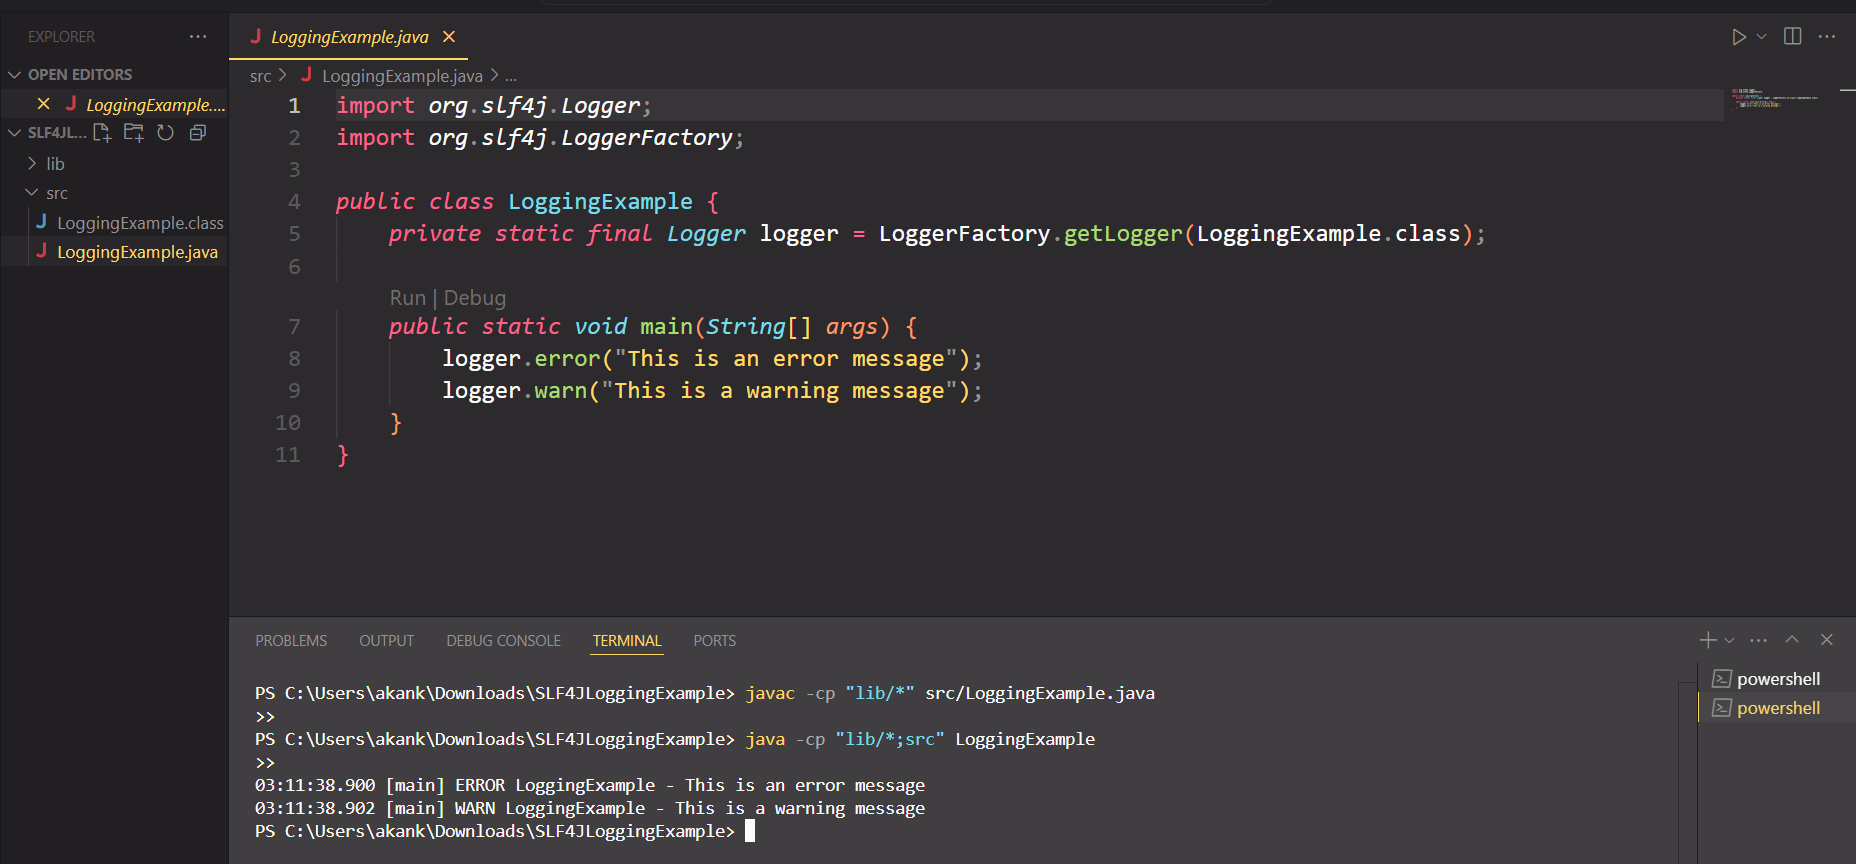 EXPLORER
OPEN EDITORS
LoggingExample....
SLF4JL...
lib
src
LoggingExample.class
LoggingExample.java
LoggingExample.java
src > LoggingExample.java > ...
1 import org.slf4j.Logger;
2 import org.slf4j.LoggerFactory;
3
4 public class LoggingExample {
5 private static final Logger logger = LoggerFactory.getLogger(LoggingExample.class);
6
Run | Debug
7 public static void main(String[] args) {
8 logger.error("This is an error message");
9 logger.warn("This is a warning message");
10 }
11 }
PROBLEMS OUTPUT DEBUG CONSOLE TERMINAL PORTS
PS C:\Users\akank\Downloads\SLF4JLoggingExample> javac -cp "lib/*" src/LoggingExample.java
>>
PS C:\Users\akank\Downloads\SLF4JLoggingExample> java -cp "lib/*;src" LoggingExample
>>
03:11:38.900 [main] ERROR LoggingExample - This is an error message
03:11:38.902 [main] WARN LoggingExample - This is a warning message
PS C:\Users\akank\Downloads\SLF4JLoggingExample>
powershell
powershell